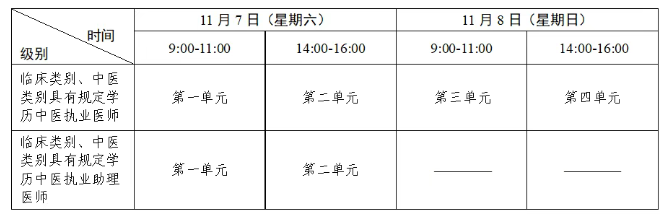 时间
级别
11 月 7 日（星期六）
11 月 8 日（星期日）
9:00-11:00
14:00-16:00
9:00-11:00
14:00-16:00
临床类别、中医
类别具有规定学
历中医执业医师
第一单元
第二单元
第三单元
第四单元
临床类别、中医
类别具有规定学
历中医执业助理
医师
第一单元
第二单元